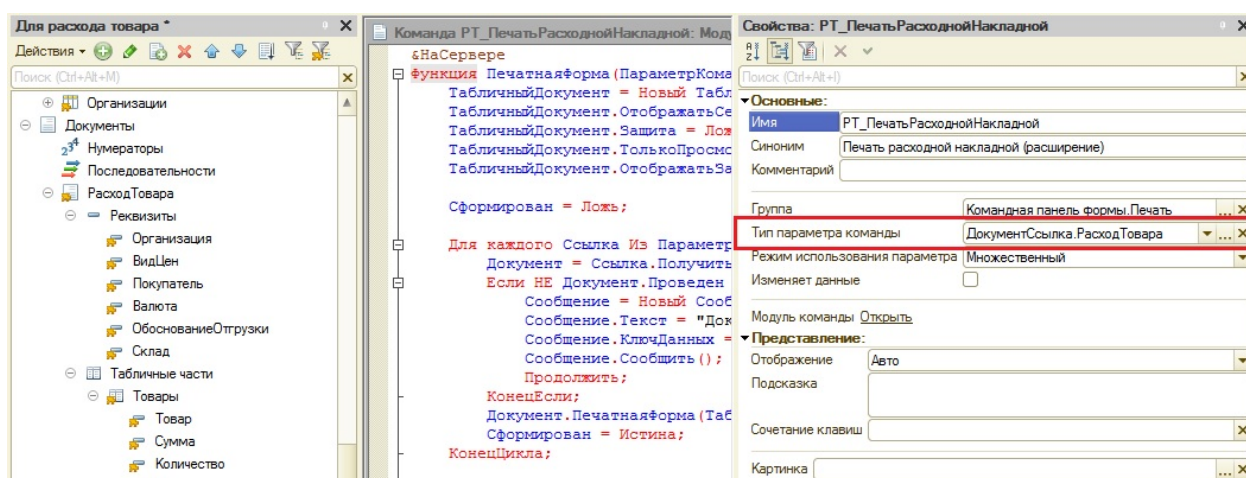 Для расхода товара *
Действия
Поиск (Ctrl+Alt+M)
Организации
Документы
Нумераторы
Последовательности
РасходТовара
Реквизиты
Организация
ВидЦен
Покупатель
Валюта
ОбоснованиеОтгрузки
Склад
Табличные части
Товары
Товар
Сумма
Количество
Команда РТ_ПечатьРасходнойНакладной: Моду
&НаСервере
Функция ПечатнаяФорма(ПараметрКома
ТабличныйДокумент = Новый Табл
ТабличныйДокумент.ОтображатьСе
ТабличныйДокумент.Защита = Лож
ТабличныйДокумент.ТолькоПросмо
ТабличныйДокумент.ОтображатьЗа
Сформирован = Ложь;
Для каждого Ссылка Из Параметр
Документ = Ссылка.Получить
Если НЕ Документ.Проведен
Сообщение = Новый Сооб
Сообщение.Текст = "Док
Сообщение.КлючДанных =
Сообщение.Сообщить();
Продолжить;
КонецЕсли;
Документ.ПечатнаяФорма(Таб
Сформирован = Истина;
КонецЦикла;
Свойства: РТ_ПечатьРасходнойНакладной
Поиск (Ctrl+Alt+I)
Основные:
Имя РТ_ПечатьРасходнойНакладной
Синоним Печать расходной накладной (расширение)
Комментарий
Группа Командная панель формы.Печать ...
Тип параметра команды ДокументСсылка.РасходТовара ...
Режим использования параметра Множественный
Изменяет данные
Модуль команды Открыть
Представление:
Отображение Авто
Подсказка
Сочетание клавиш
Картинка ...